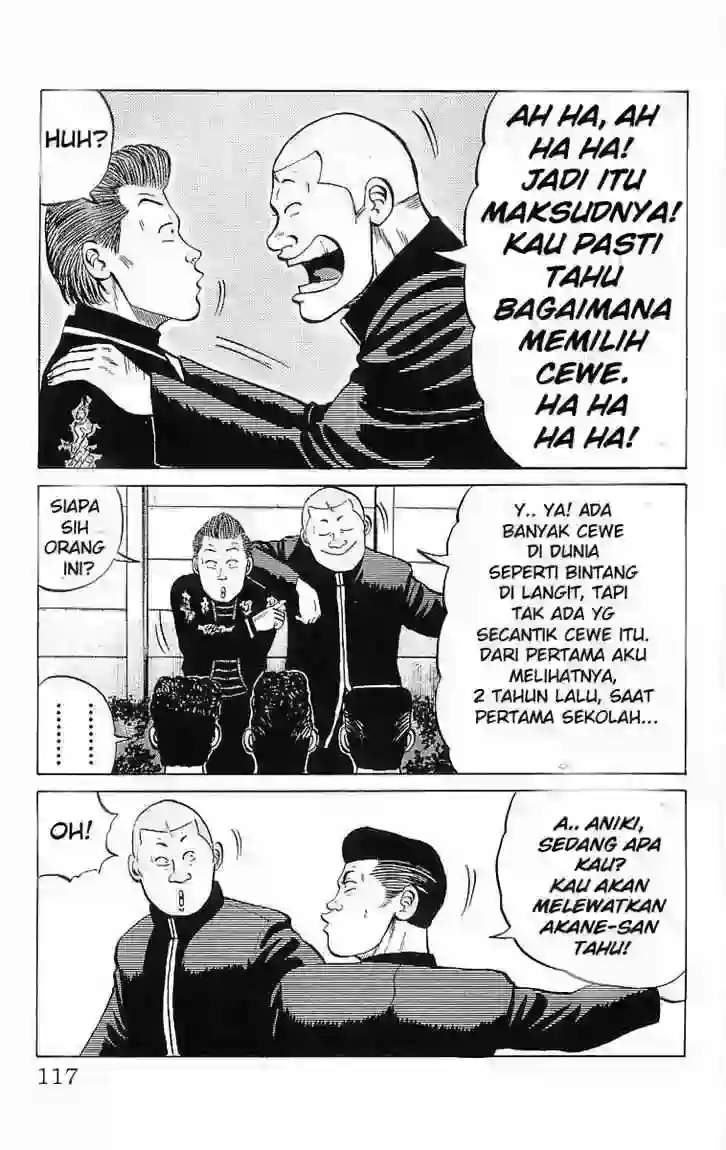 HUH?
AH HA, AH
HA HA!
JADI ITU
MAKSUDNYA!
KAU PASTI
TAHU
BAGAIMANA
MEMILIH
CEWE.
HA HA
HA HA!
SIAPA
SIH
ORANG
INI?
Y.. YA! ADA
BANYAK CEWE
DI DUNIA
SEPERTI BINTANG
DI LANGIT, TAPI
TAK ADA YG
SECANTIK CEWE ITU.
DARI PERTAMA AKU
MELIHATNYA,
2 TAHUN LALU, SAAT
PERTAMA SEKOLAH...
OH!
A.. ANIKI,
SEDANG APA
KAU?
KAU AKAN
MELEWATKAN
AKANE-SAN
TAHU!
117